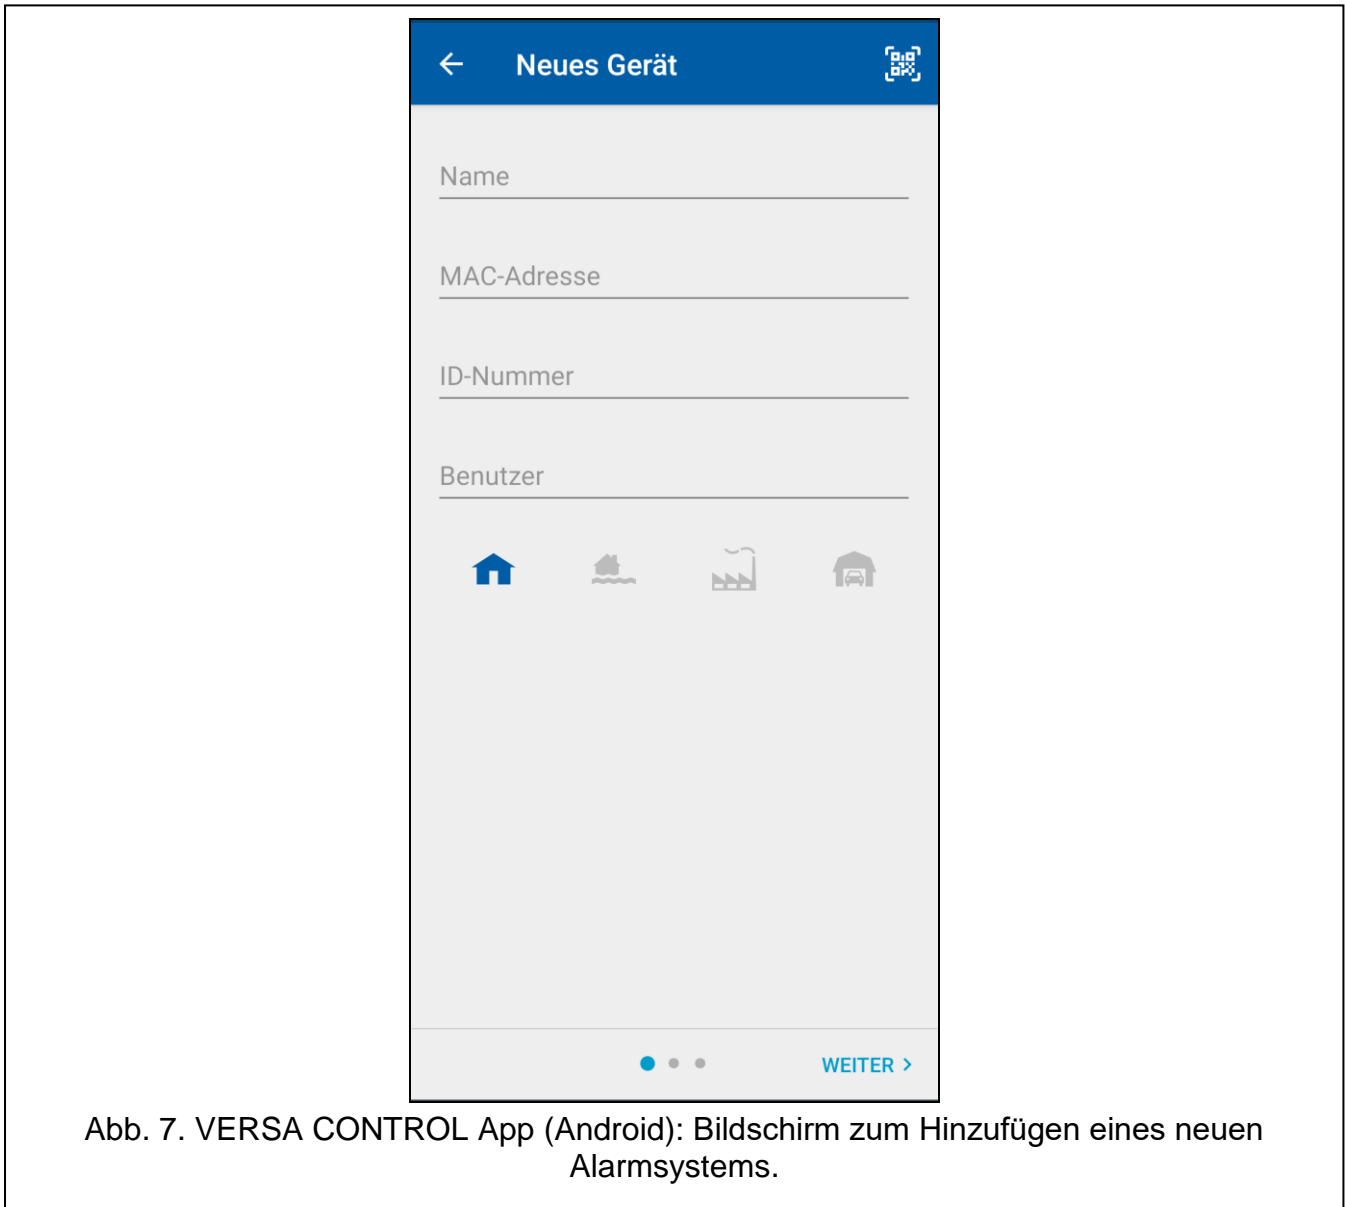 Neues Gerät
Name
MAC-Adresse
ID-Nummer
Benutzer
WEITER >
Abb. 7. VERSA CONTROL App (Android): Bildschirm zum Hinzufügen eines neuen
Alarmsystems.